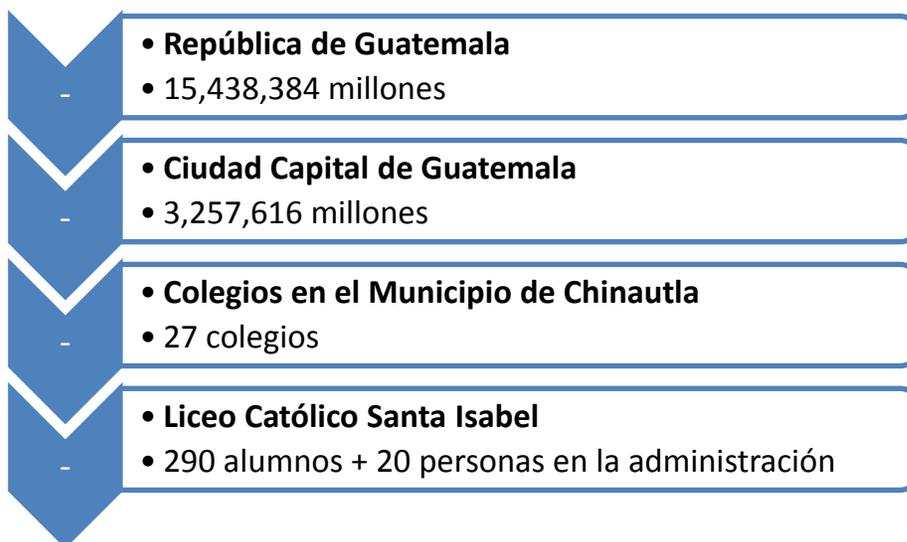 -
• República de Guatemala
• 15,438,384 millones
-
• Ciudad Capital de Guatemala
• 3,257,616 millones
-
• Colegios en el Municipio de Chinautla
• 27 colegios
-
• Liceo Católico Santa Isabel
• 290 alumnos + 20 personas en la administración